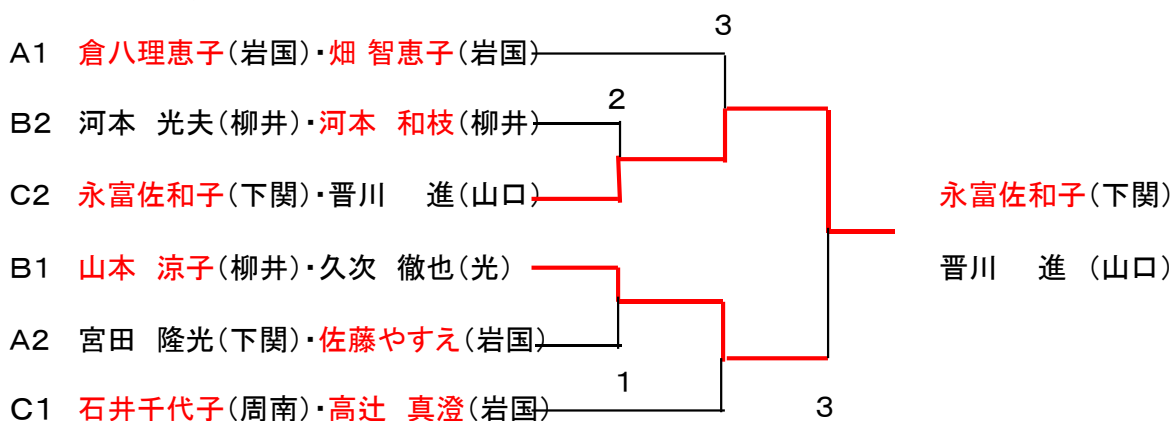 3
A1 倉八理恵子(岩国)・畑 智恵子(岩国)
2
B2 河本 光夫(柳井)・河本 和枝(柳井)
C2 永富佐和子(下関)・晋川 進(山口) 永富佐和子(下関)
B1 山本 涼子(柳井)・久次 徹也(光) 晋川 進 (山口)
A2 宮田 隆光(下関)・佐藤やすえ(岩国)
1
C1 石井千代子(周南)・高辻 真澄(岩国) 3